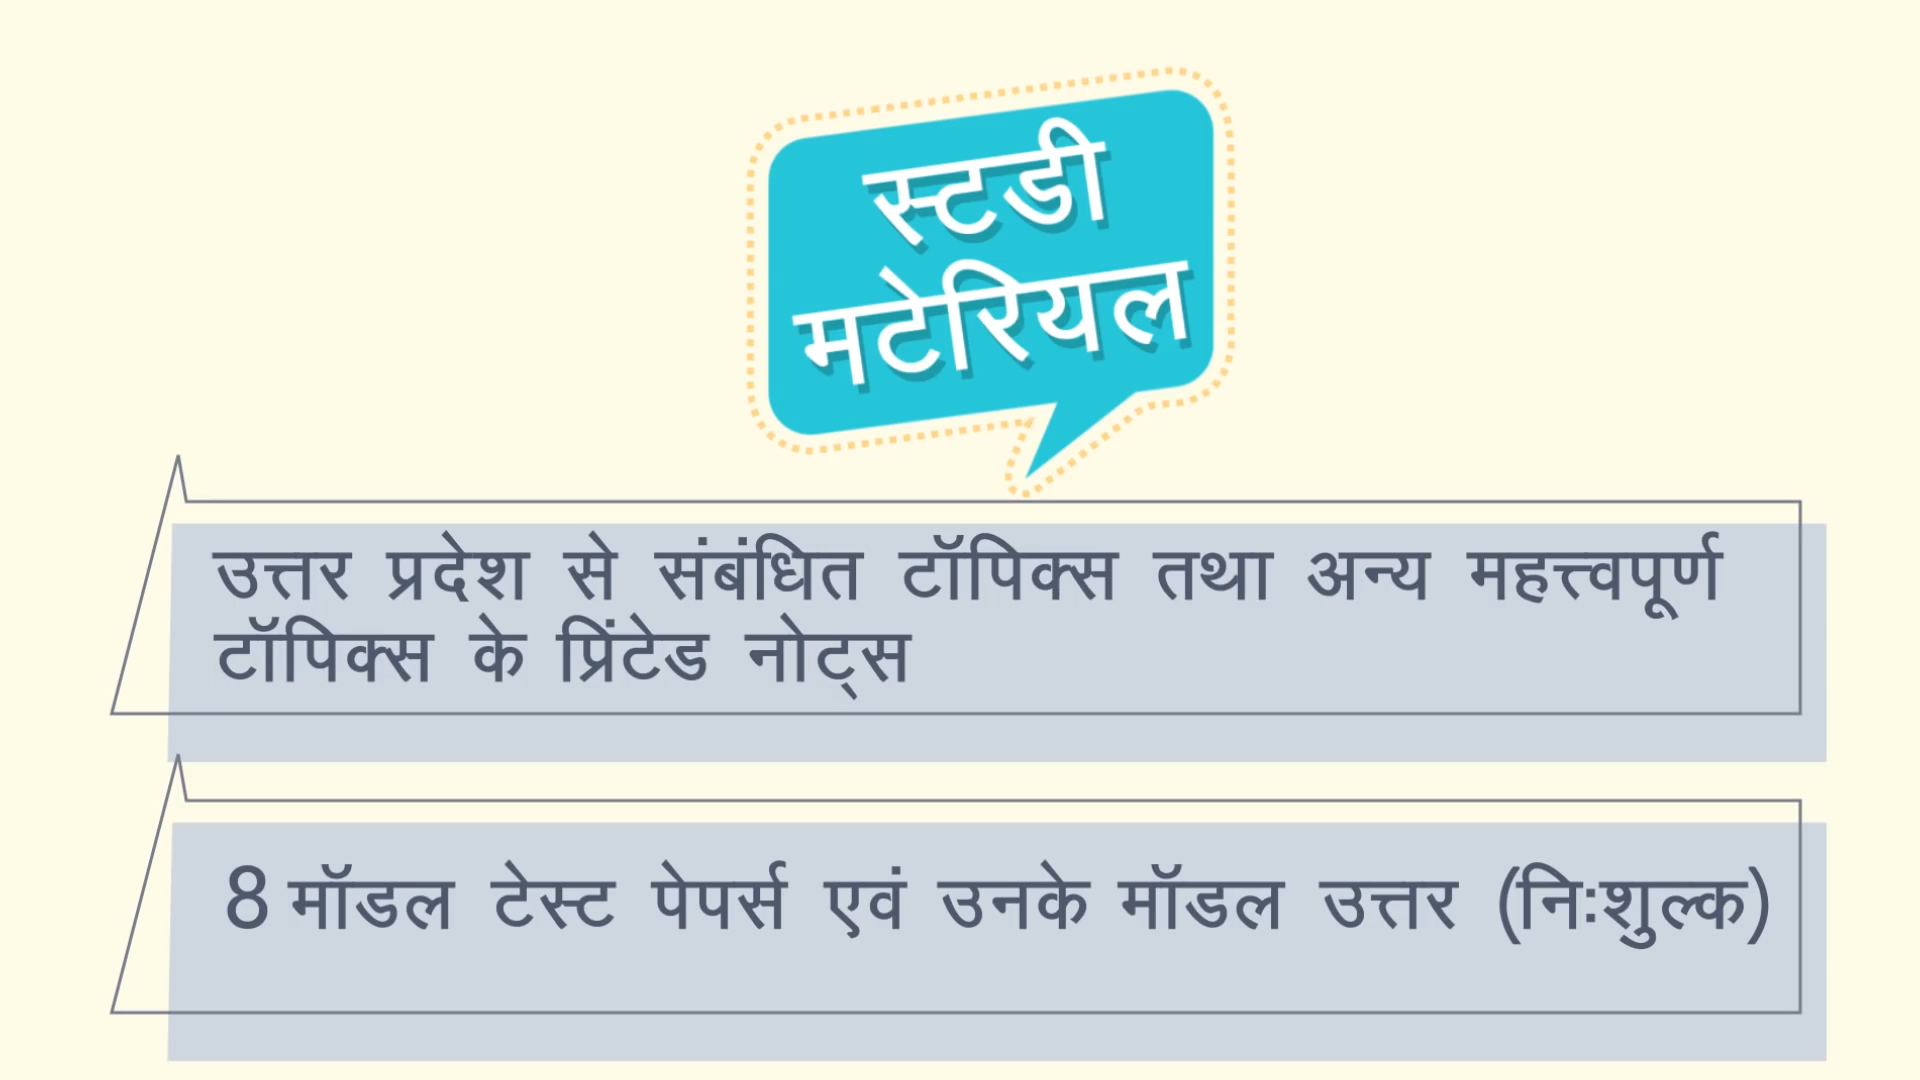 स्टडी
मटेरियल
उत्तर प्रदेश से संबंधित टॉपिक्स तथा अन्य महत्त्वपूर्ण
टॉपिक्स के प्रिंटेड नोट्स
8 मॉडल टेस्ट पेपर्स एवं उनके मॉडल उत्तर (निःशुल्क)